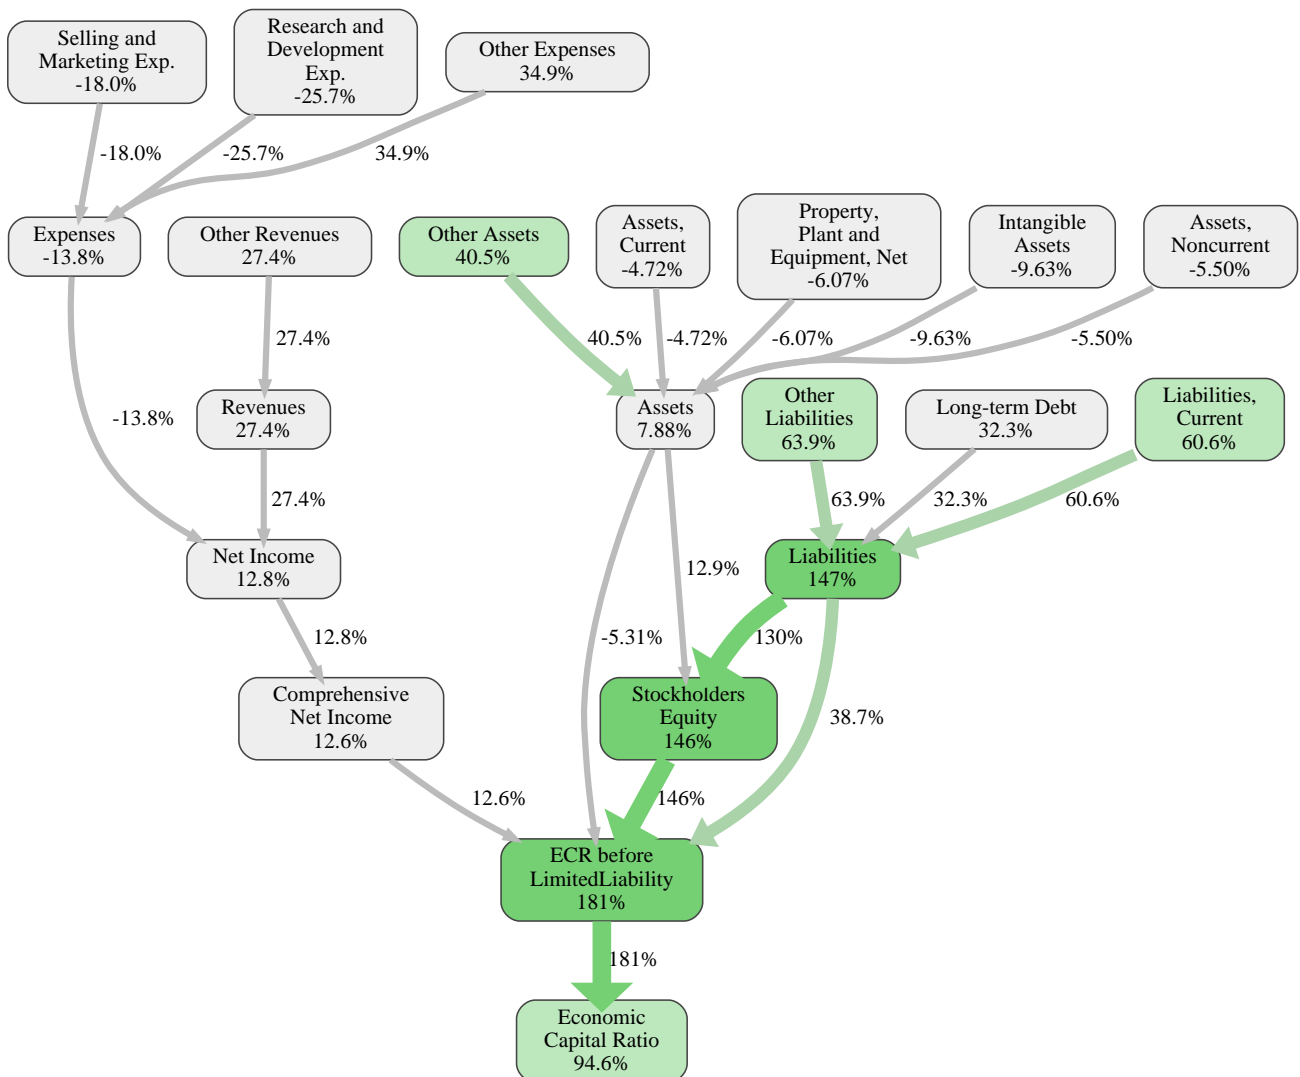 Selling and
Marketing Exp.
-18.0%
Research and
Development
Exp.
-25.7%
Other Expenses
34.9%
-18.0%
-25.7%
34.9%
Expenses
-13.8%
Other Revenues
27.4%
Other Assets
40.5%
Assets,
Current
-4.72%
Property,
Plant and
Equipment, Net
-6.07%
Intangible
Assets
-9.63%
Assets,
Noncurrent
-5.50%
27.4%
40.5%
-4.72%
-6.07%
-9.63%
-5.50%
-13.8%
Revenues
27.4%
Assets
7.88%
Other
Liabilities
63.9%
Long-term Debt
32.3%
Liabilities,
Current
60.6%
27.4%
63.9%
32.3%
60.6%
Net Income
12.8%
12.9%
Liabilities
147%
12.8%
-5.31%
130%
Comprehensive
Net Income
12.6%
Stockholders
Equity
146%
38.7%
12.6%
146%
ECR before
LimitedLiability
181%
181%
Economic
Capital Ratio
94.6%